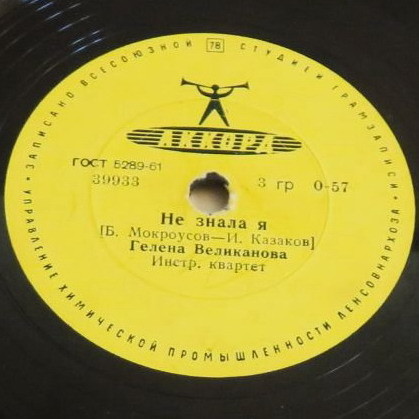 • ЗАПИСАНО ВСЕСОЮЗНОЙ 78 СТУДИЕЙ ГРАМЗАПИСИ •
АККОРД
ГОСТ 5289-61
39933
3 гр 0-57
Не знала я
[Б. Мокроусов—И. Казаков]
Гелена Великанова
Инстр. квартет
УПРАВЛЕНИЕ ХИМИЧЕСКОЙ ПРОМЫШЛЕННОСТИ ЛЕНСОВНАРХОЗА